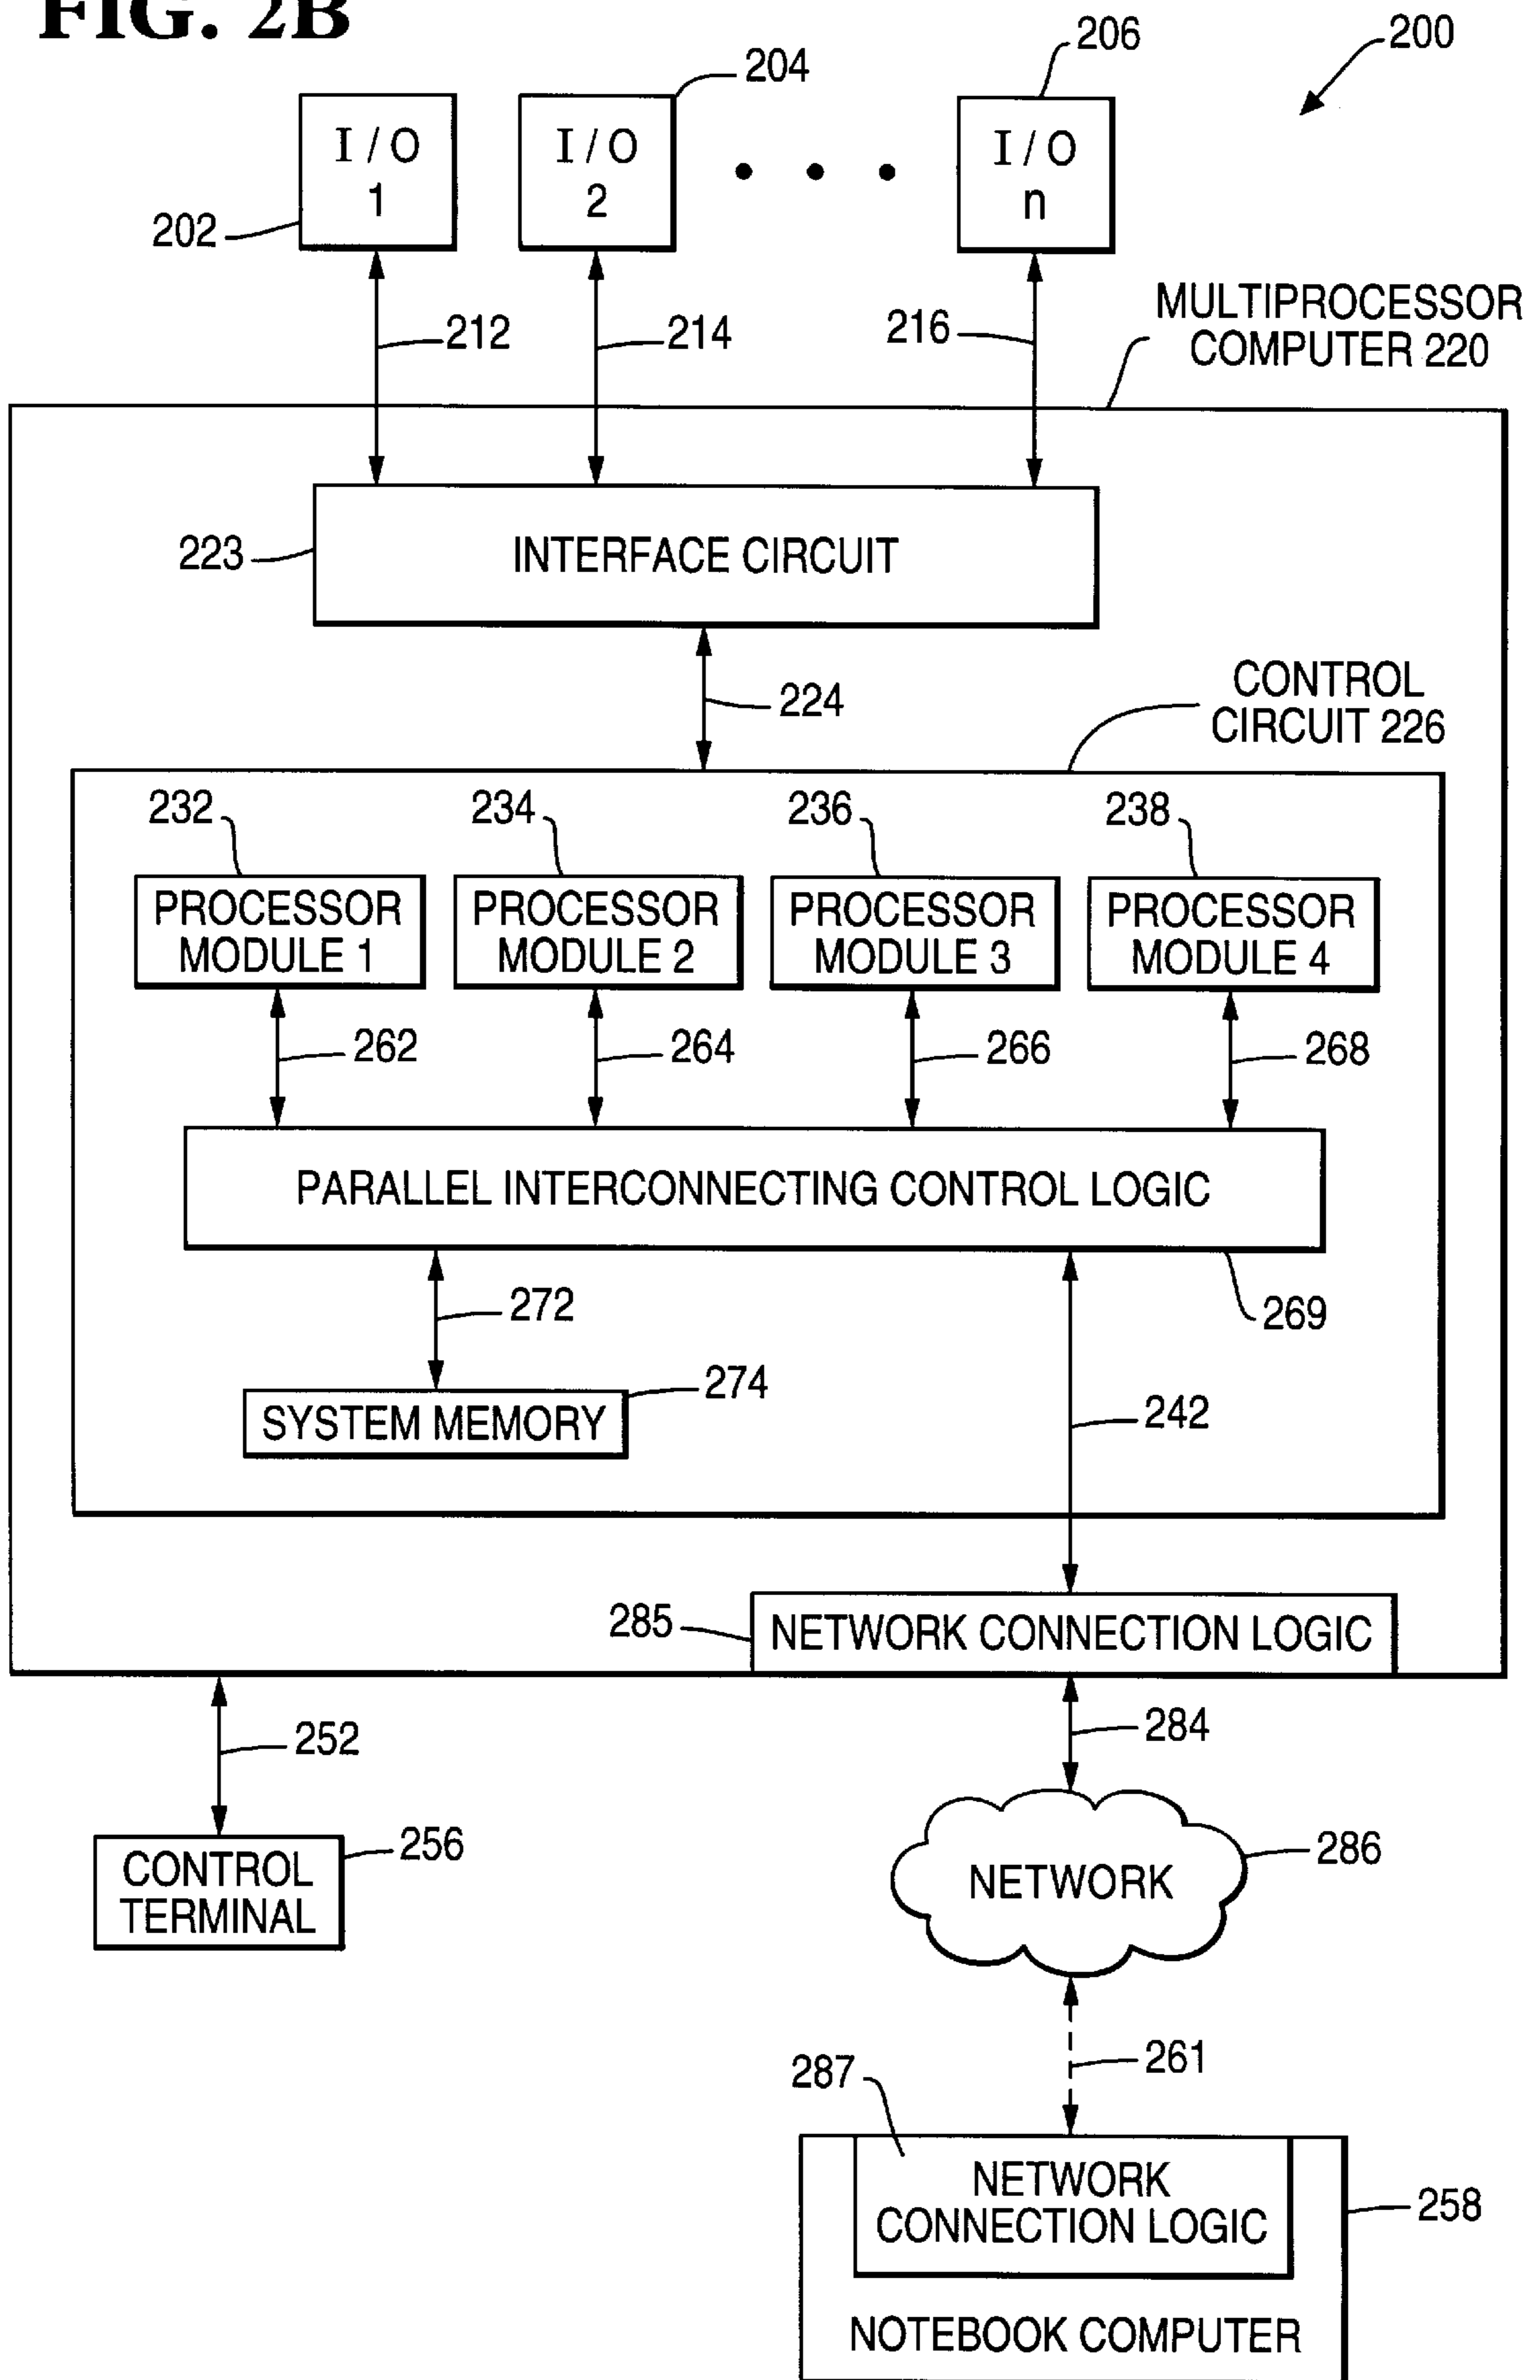 FIG. 2B
200
206
204
I/O
1
I/O
2
I/O
n
202
212
214
216
MULTIPROCESSOR
COMPUTER 220
223
INTERFACE CIRCUIT
224
CONTROL
CIRCUIT 226
232
234
236
238
PROCESSOR
MODULE 1
PROCESSOR
MODULE 2
PROCESSOR
MODULE 3
PROCESSOR
MODULE 4
262
264
266
268
PARALLEL INTERCONNECTING CONTROL LOGIC
272
269
274
SYSTEM MEMORY
242
285
NETWORK CONNECTION LOGIC
252
284
256
CONTROL
TERMINAL
286
NETWORK
261
287
NETWORK
CONNECTION LOGIC
258
NOTEBOOK COMPUTER